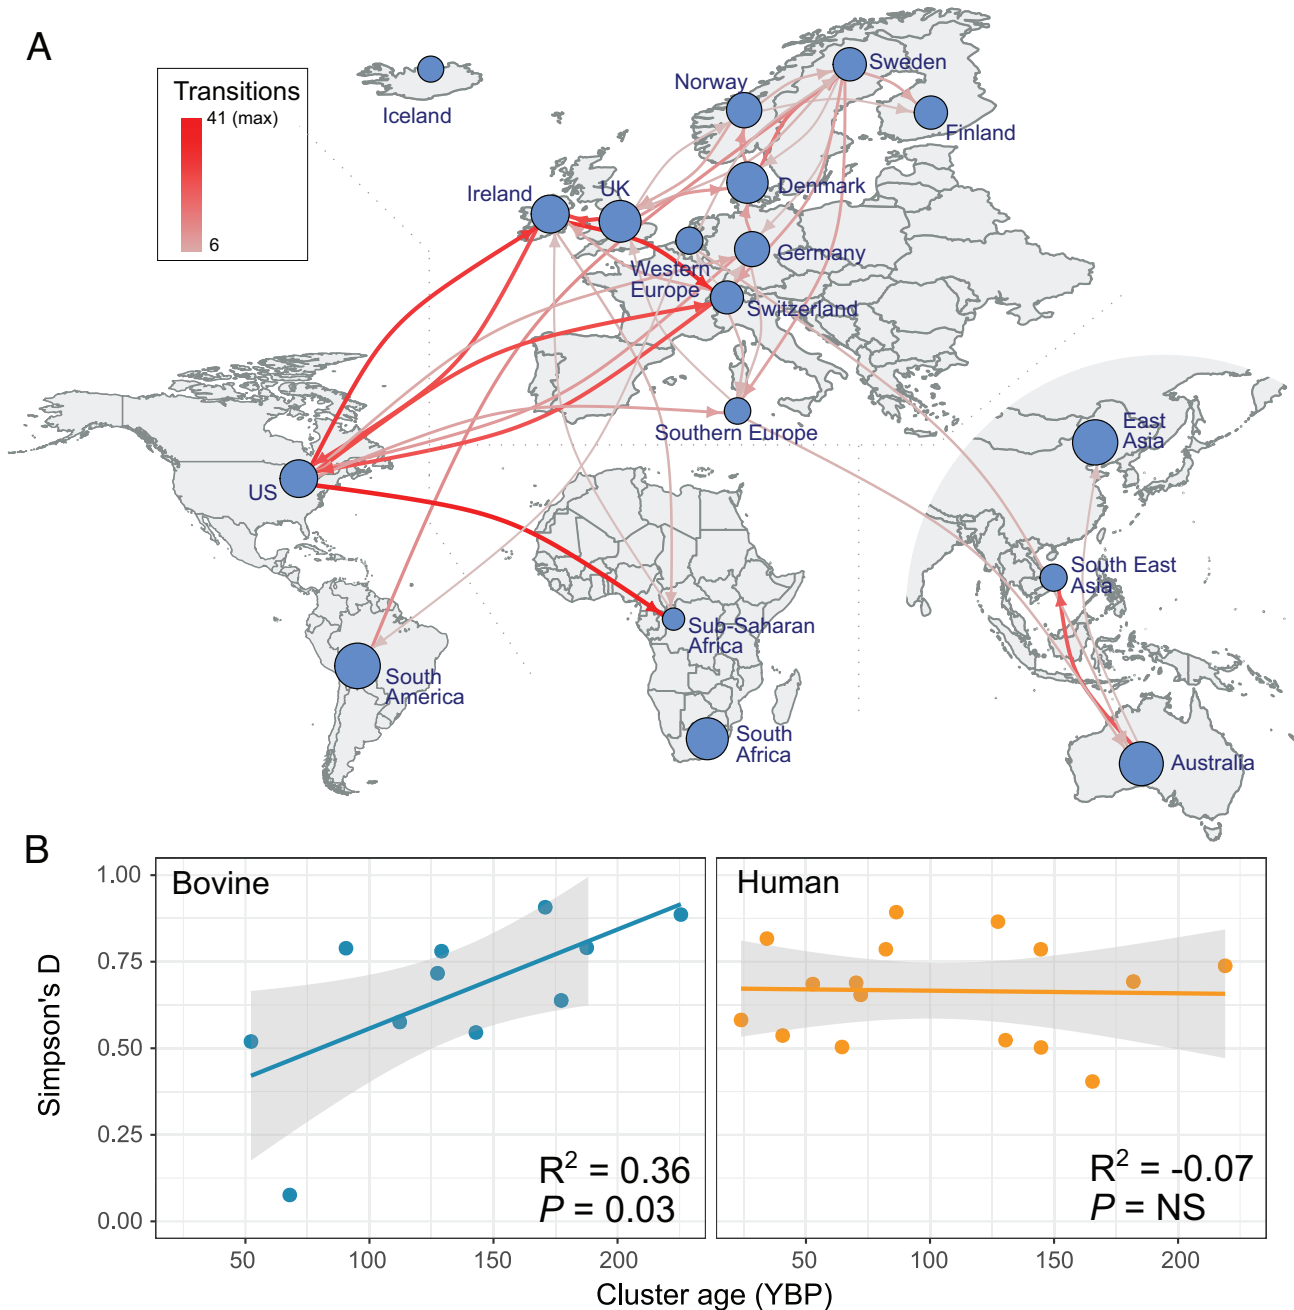 A
Transitions
41 (max)
6
Iceland
Norway
Sweden
Finland
Ireland
UK
Denmark
Western
Europe
Germany
Switzerland
Southern Europe
US
East
Asia
South East
Asia
Sub-Saharan
Africa
South
America
South
Africa
Australia
B
Bovine
Human
Simpson's D
1.00
0.75
0.50
0.25
0.00
R² = 0.36
P = 0.03
R² = -0.07
P = NS
50
100
150
200
50
100
150
200
Cluster age (YBP)